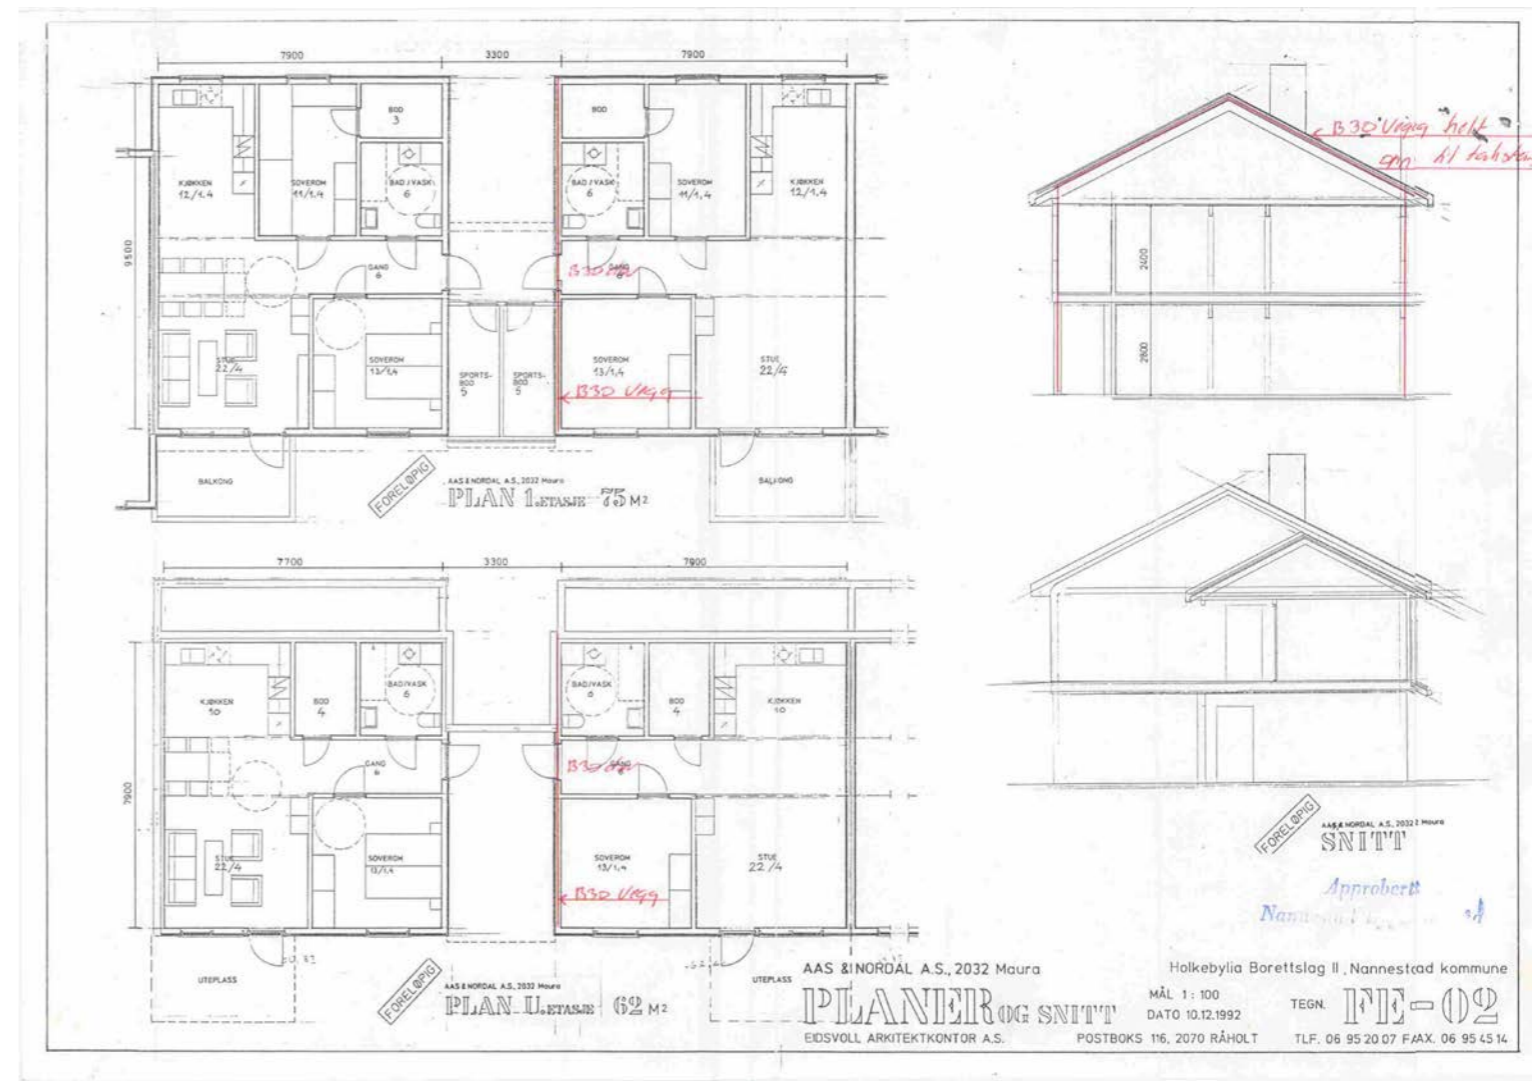 7900 3300 7900
BOD
3
BOD
KJØKKEN
12/1,4
SOVEROM
11/1,4
BAD/VASK
6
BAD/VASK
6
SOVEROM
11/1,4
KJØKKEN
12/1,4
9500
GANG
6
B30 dør
GANG
6
STUE
22/4
SOVEROM
13/1,4
SPORTS-
BOD
5
SPORTS-
BOD
5
SOVEROM
13/1,4
STUE
22/4
B30 Vegg
BALKONG
BALKONG
FORELØPIG
AAS & NORDAL A.S., 2032 Maura
PLAN 1.ETASJE 75 M2
B30 Vegg helt
opp til
2400
2800
7700 3300 7900
KJØKKEN
10
BOD
4
BAD/VASK
6
BAD/VASK
6
BOD
4
KJØKKEN
10
7900
GANG
6
B30 dør
GANG
6
STUE
22/4
SOVEROM
13/1,4
SOVEROM
13/1,4
STUE
22/4
B30 Vegg
UTEPLASS
UTEPLASS
FORELØPIG
AAS & NORDAL A.S., 2032 Maura
PLAN U.ETASJE 62 M2
FORELØPIG
AAS & NORDAL A.S., 2032 Maura
SNITT
Approbert
AAS & NORDAL A.S., 2032 Maura
PLANER OG SNITT
EIDSVOLL ARKITEKTKONTOR A.S.
Holkebylia Borettslag II, Nannestad kommune
MÅL 1:100
DATO 10.12.1992
TEGN. FE-02
POSTBOKS 116, 2070 RÅHOLT TLF. 06 95 20 07 FAX. 06 95 45 14